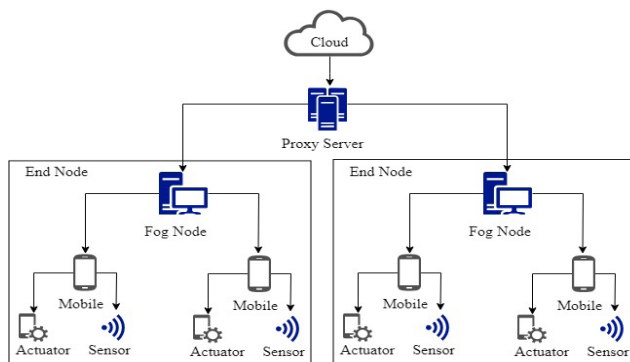 Cloud
Proxy Server
End Node
End Node
Fog Node
Fog Node
Mobile
Mobile
Mobile
Mobile
Actuator
Sensor
Actuator
Sensor
Actuator
Sensor
Actuator
Sensor